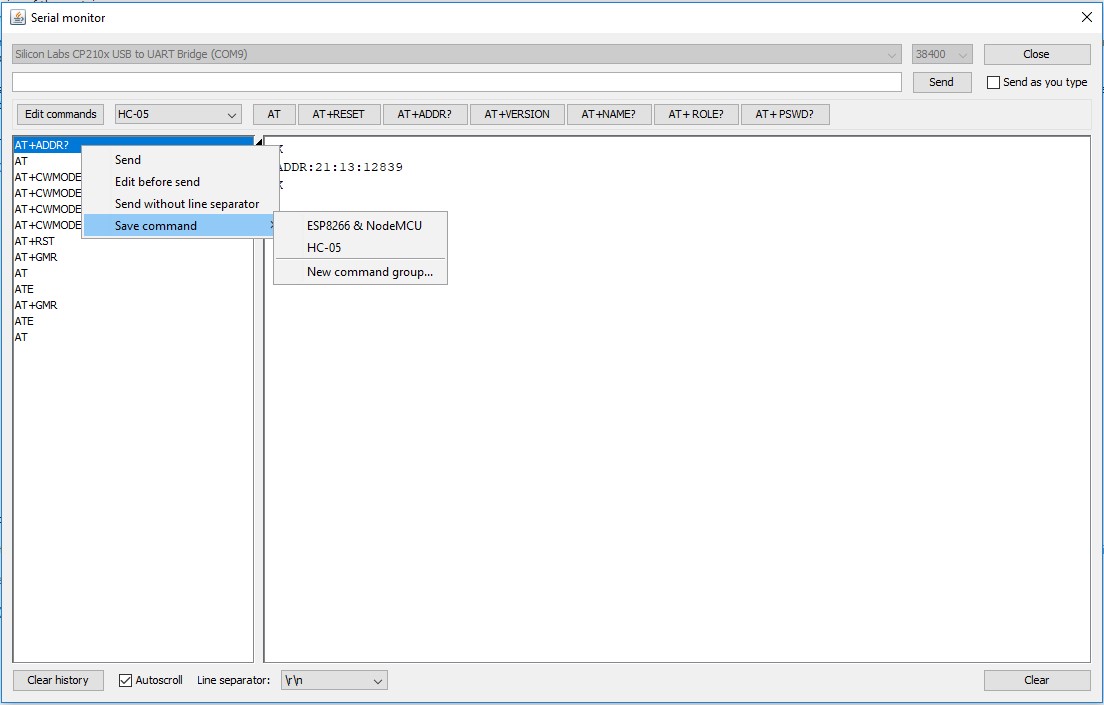 Serial monitor
Silicon Labs CP210x USB to UART Bridge (COM9)
38400
Close
Send
Send as you type
Edit commands
HC-05
AT
AT+RESET
AT+ADDR?
AT+VERSION
AT+NAME?
AT+ ROLE?
AT+ PSWD?
AT+ADDR?
AT
AT+CWMODE
AT+CWMODE
AT+CWMODE
AT+CWMODE
AT+RST
AT+GMR
AT
ATE
AT+GMR
ATE
AT
Send
Edit before send
Send without line separator
Save command
ESP8266 & NodeMCU
HC-05
New command group...
ADDR:21:13:12839
Clear history
Autoscroll
Line separator:
\r\n
Clear